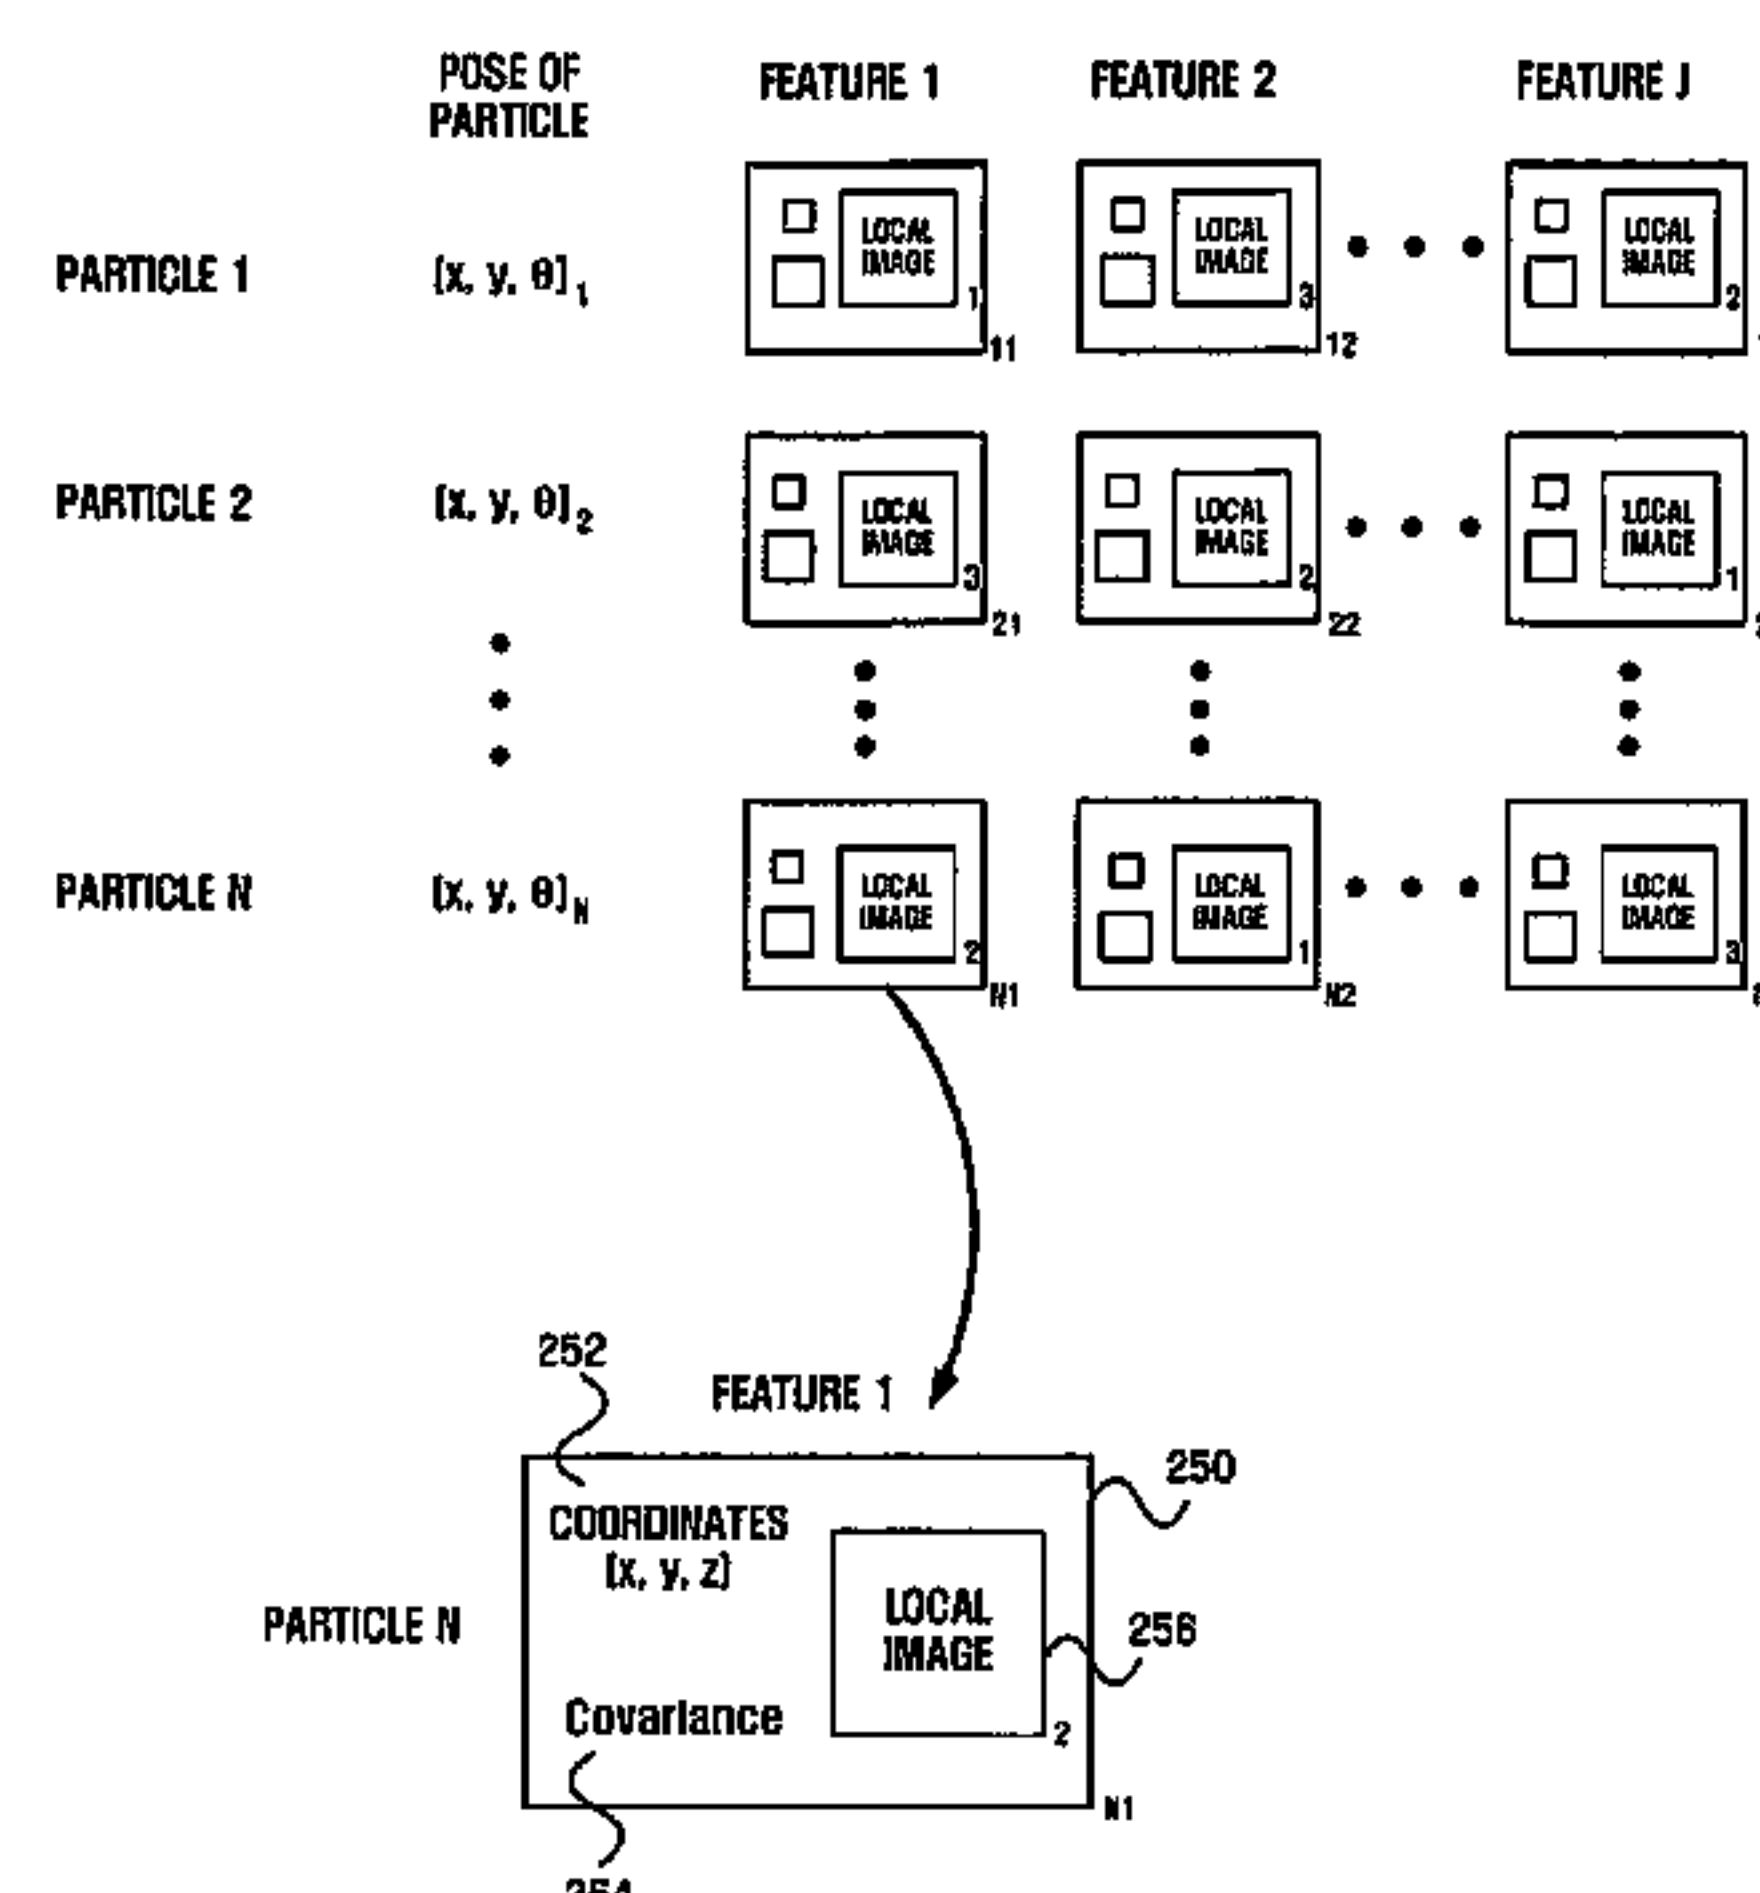 POSE OF
PARTICLE
FEATURE 1
FEATURE 2
FEATURE J
PARTICLE 1
(x, y, θ)1
LOCAL
IMAGE
1
11
LOCAL
IMAGE
3
12
LOCAL
IMAGE
2
PARTICLE 2
(x, y, θ)2
LOCAL
IMAGE
3
21
LOCAL
IMAGE
2
22
LOCAL
IMAGE
1
PARTICLE N
(x, y, θ)N
LOCAL
IMAGE
2
N1
LOCAL
IMAGE
1
N2
LOCAL
IMAGE
3
252
FEATURE 1
250
COORDINATES
(x, y, z)
LOCAL
IMAGE
256
PARTICLE N
Covariance
2
N1
254